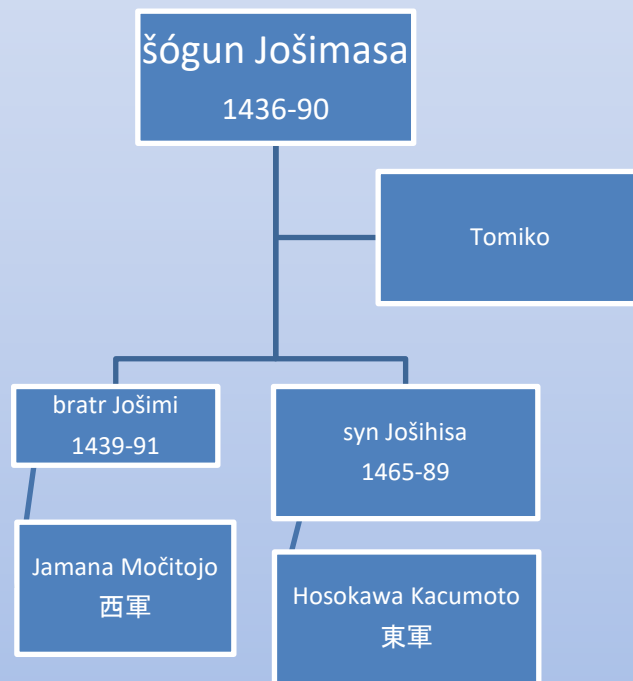 šógun Jošimasa
1436-90
Tomiko
bratr Jošimi
1439-91
syn Jošihisa
1465-89
Jamana Močitojo
西軍
Hosokawa Kacumoto
東軍